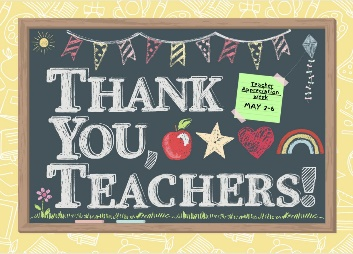 THANK
YOU,
TEACHERS!
Teacher
Appreciation
Week
MAY 2-6